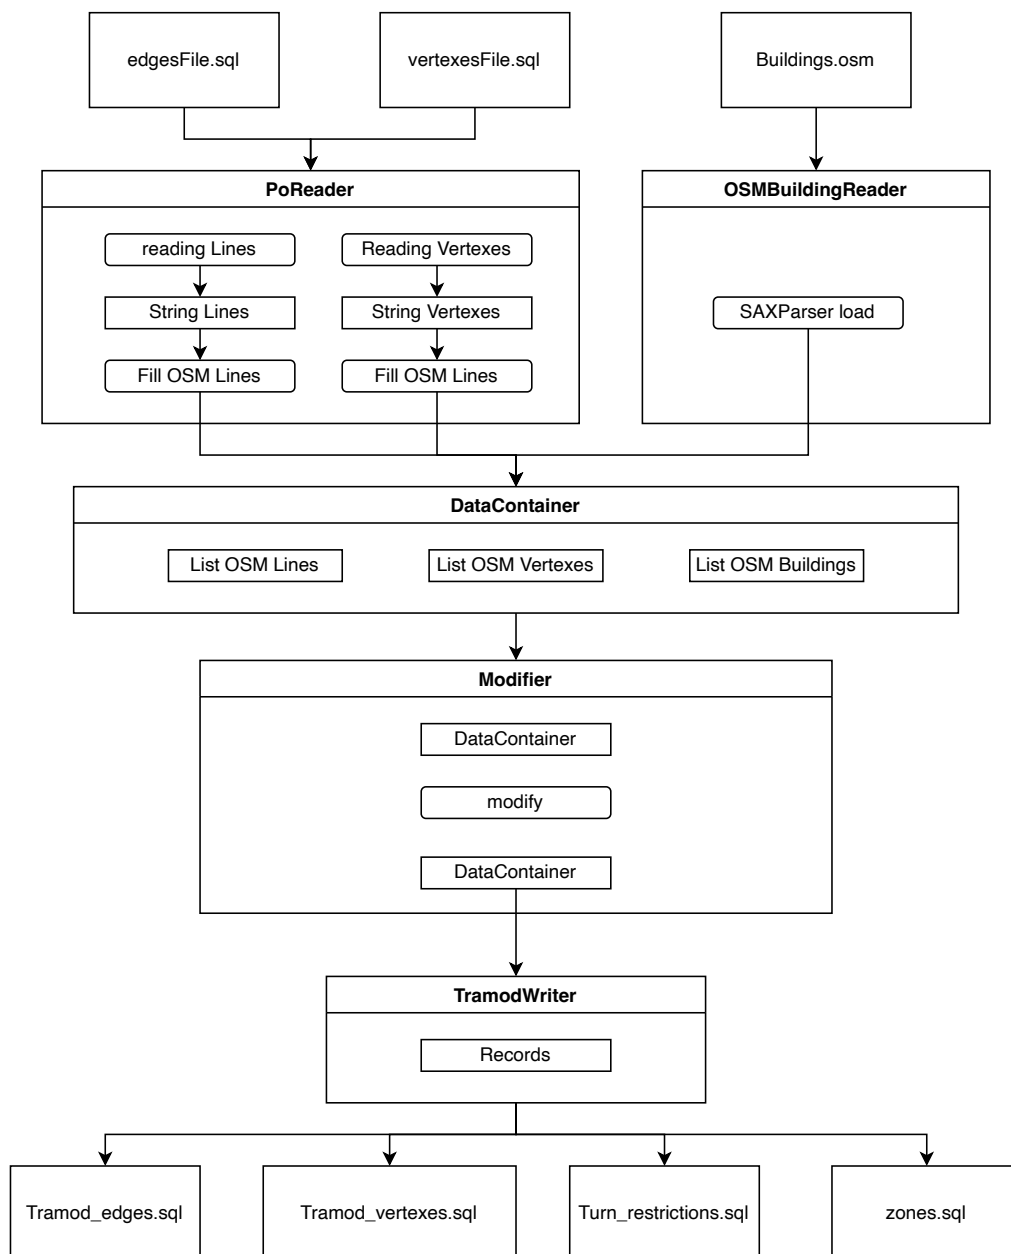 edgesFile.sql
vertexesFile.sql
Buildings.osm
PoReader
OSMBuildingReader
reading Lines
Reading Vertexes
String Lines
String Vertexes
SAXParser load
Fill OSM Lines
Fill OSM Lines
DataContainer
List OSM Lines
List OSM Vertexes
List OSM Buildings
Modifier
DataContainer
modify
DataContainer
TramodWriter
Records
Tramod_edges.sql
Tramod_vertexes.sql
Turn_restrictions.sql
zones.sql